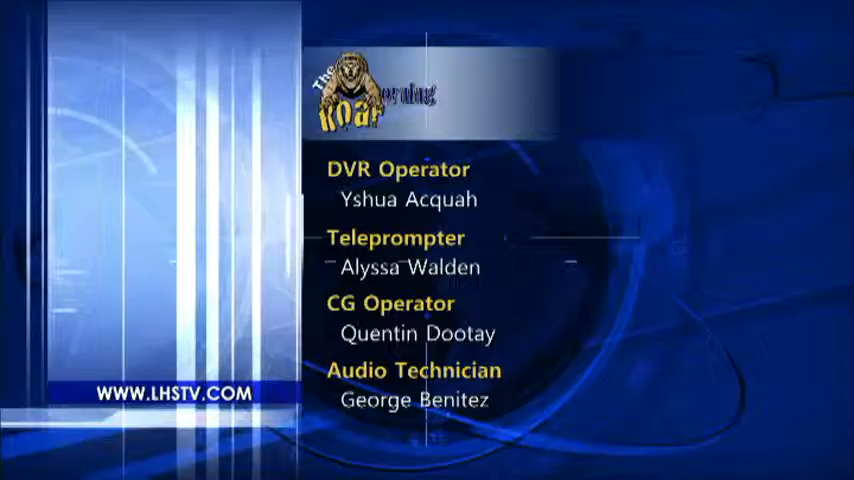 The
Morning
Roar
DVR Operator
Yshua Acquah
Teleprompter
Alyssa Walden
CG Operator
Quentin Dootay
Audio Technician
George Benitez
WWW.LHSTV.COM